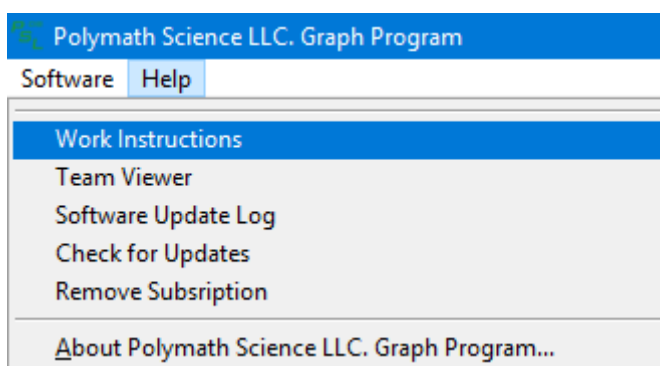 Polymath Science LLC. Graph Program
Software Help
Work Instructions
Team Viewer
Software Update Log
Check for Updates
Remove Subsription
About Polymath Science LLC. Graph Program...